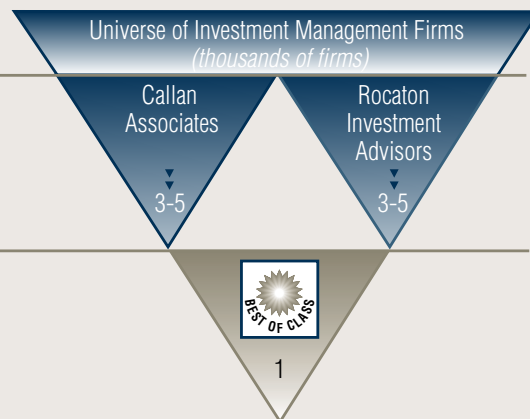 Universe of Investment Management Firms
(thousands of firms)
Callan
Associates
3-5
Rocaton
Investment
Advisors
3-5
BEST OF CLASS
1